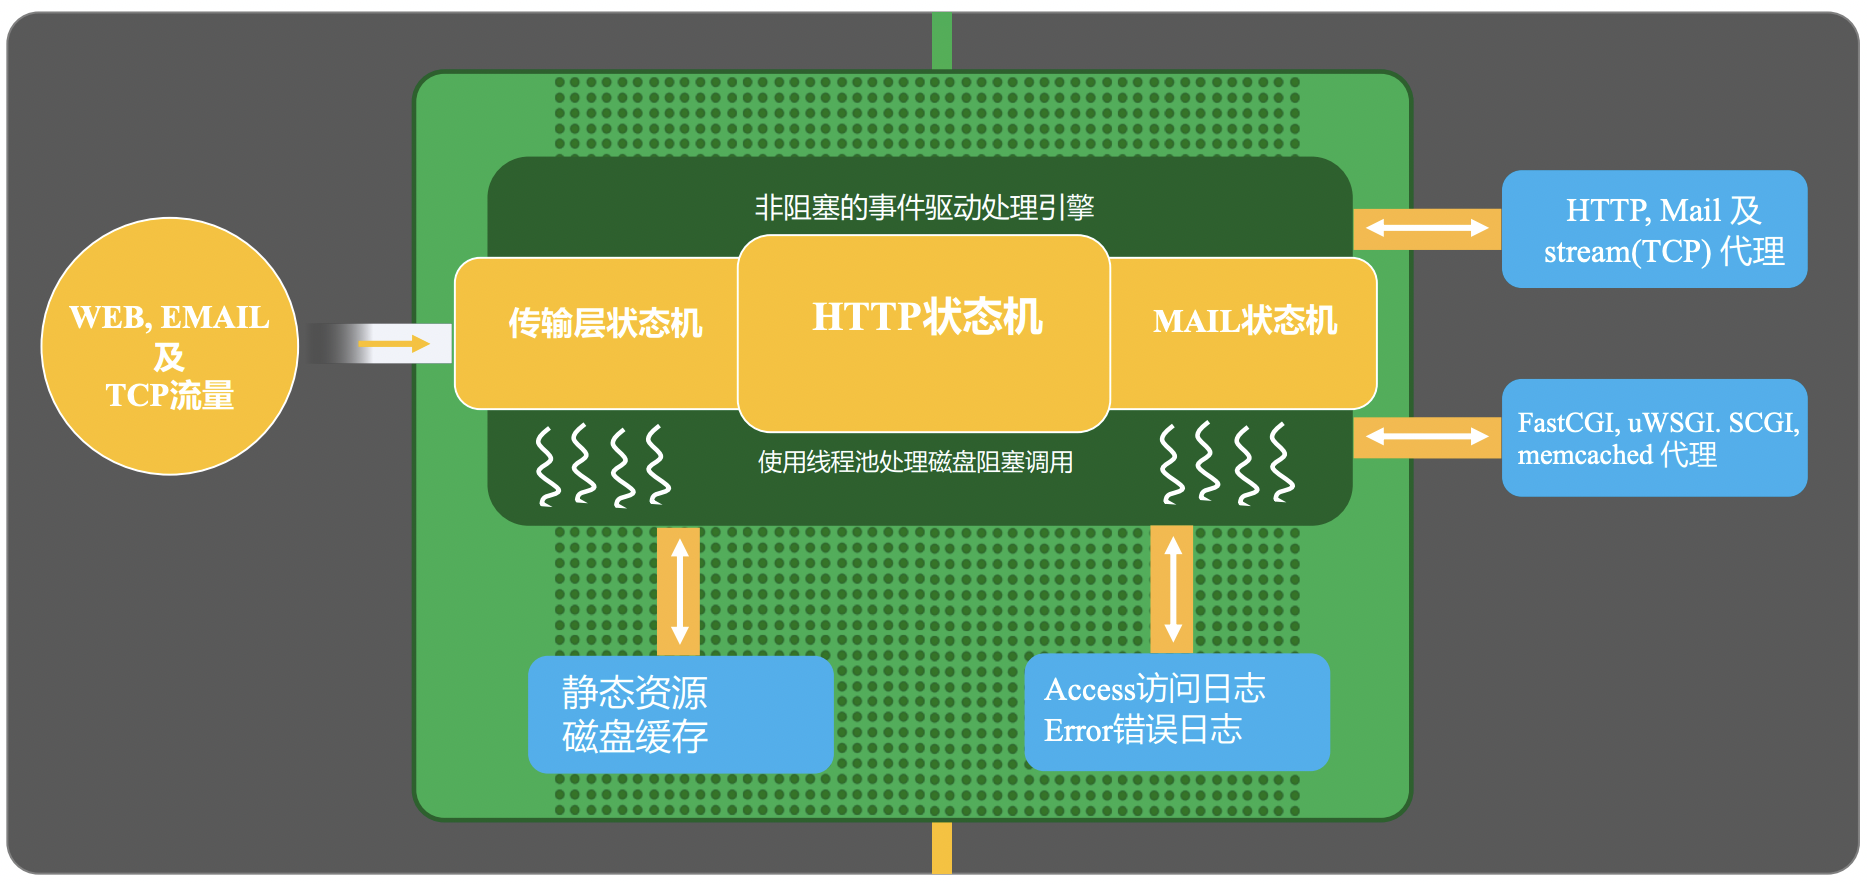 WEB, EMAIL
及
TCP流量
非阻塞的事件驱动处理引擎
传输层状态机
HTTP状态机
MAIL状态机
使用线程池处理磁盘阻塞调用
HTTP, Mail 及
stream(TCP) 代理
FastCGI, uWSGI. SCGI,
memcached 代理
静态资源
磁盘缓存
Access访问日志
Error错误日志